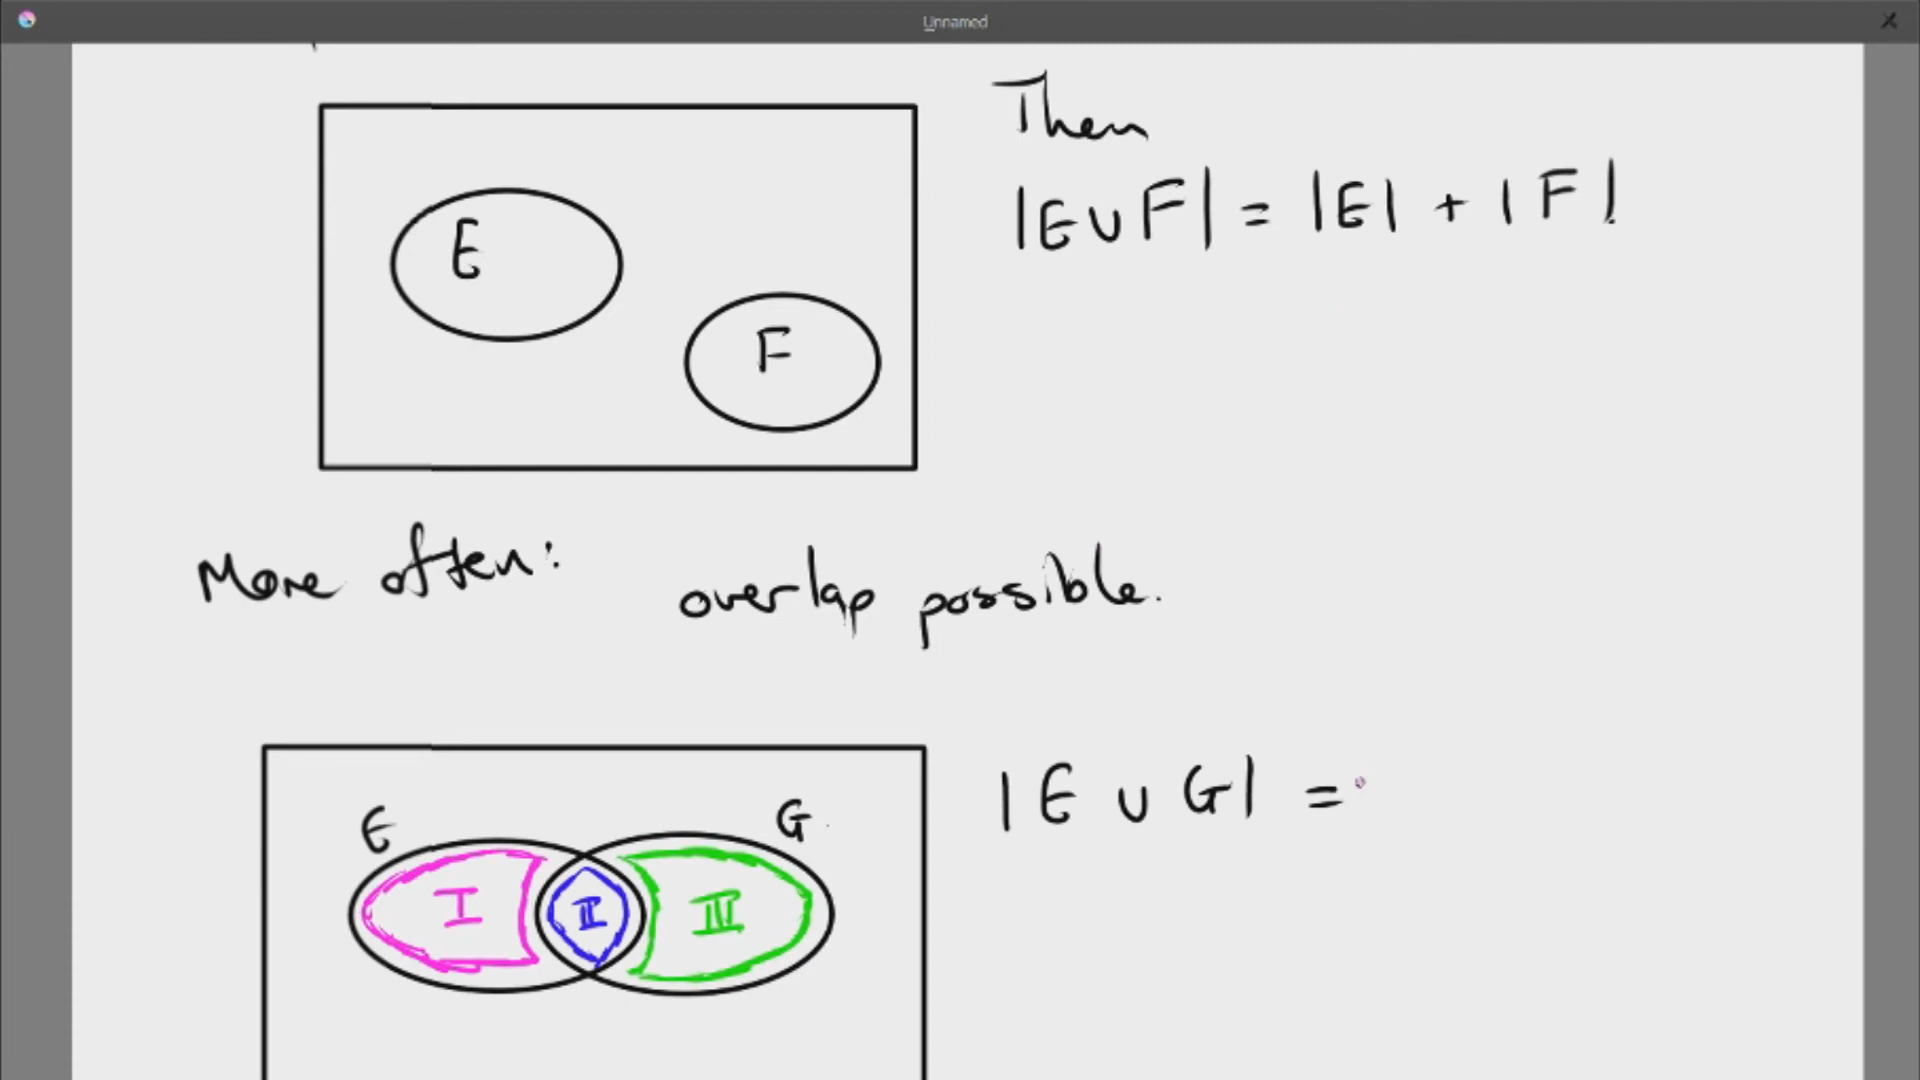 Unnamed
Then
|E ∪ F| = |E| + |F|
E
F
More often: overlap possible.
|E ∪ G| =
E G
I II III